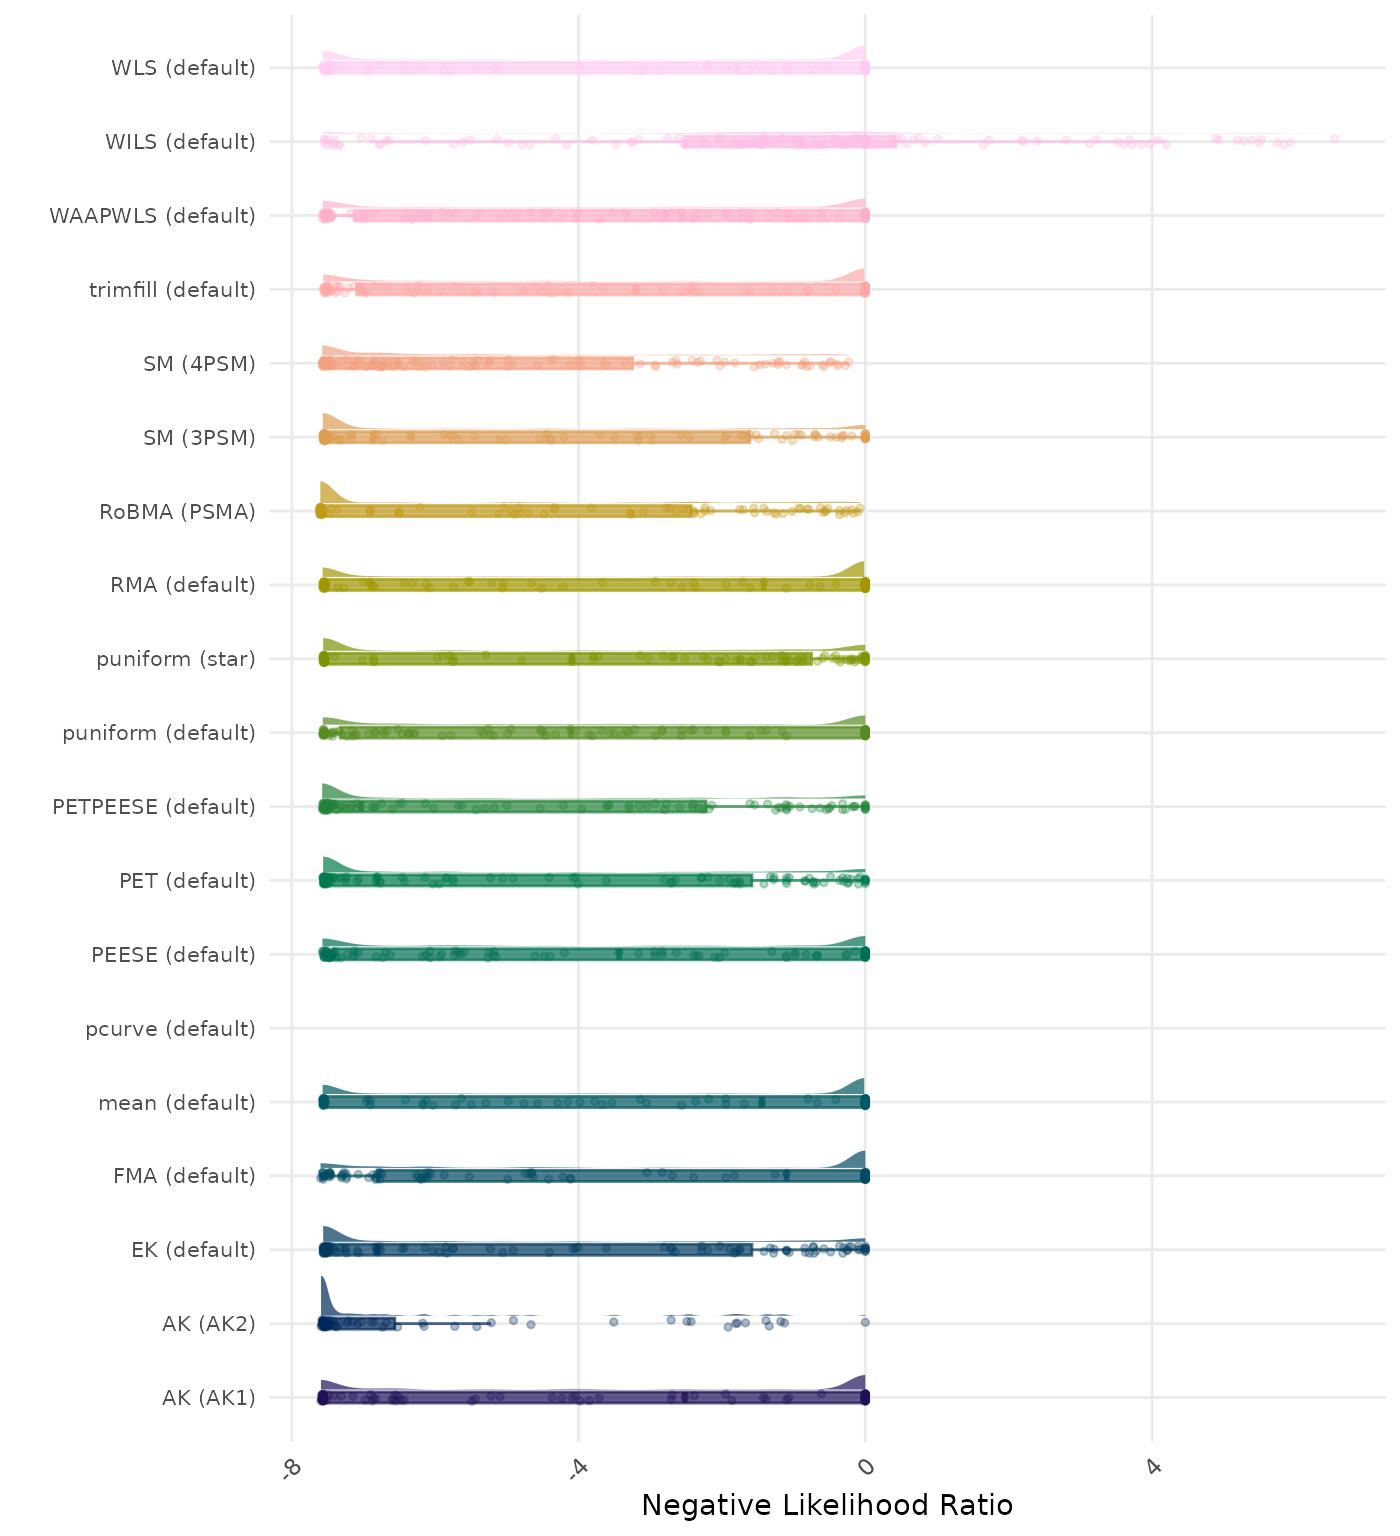 WLS (default)
WILS (default)
WAAPWLS (default)
trimfill (default)
SM (4PSM)
SM (3PSM)
RoBMA (PSMA)
RMA (default)
puniform (star)
puniform (default)
PETPEESE (default)
PET (default)
PEESE (default)
pcurve (default)
mean (default)
FMA (default)
EK (default)
AK (AK2)
AK (AK1)
-8 -4 0 4
Negative Likelihood Ratio